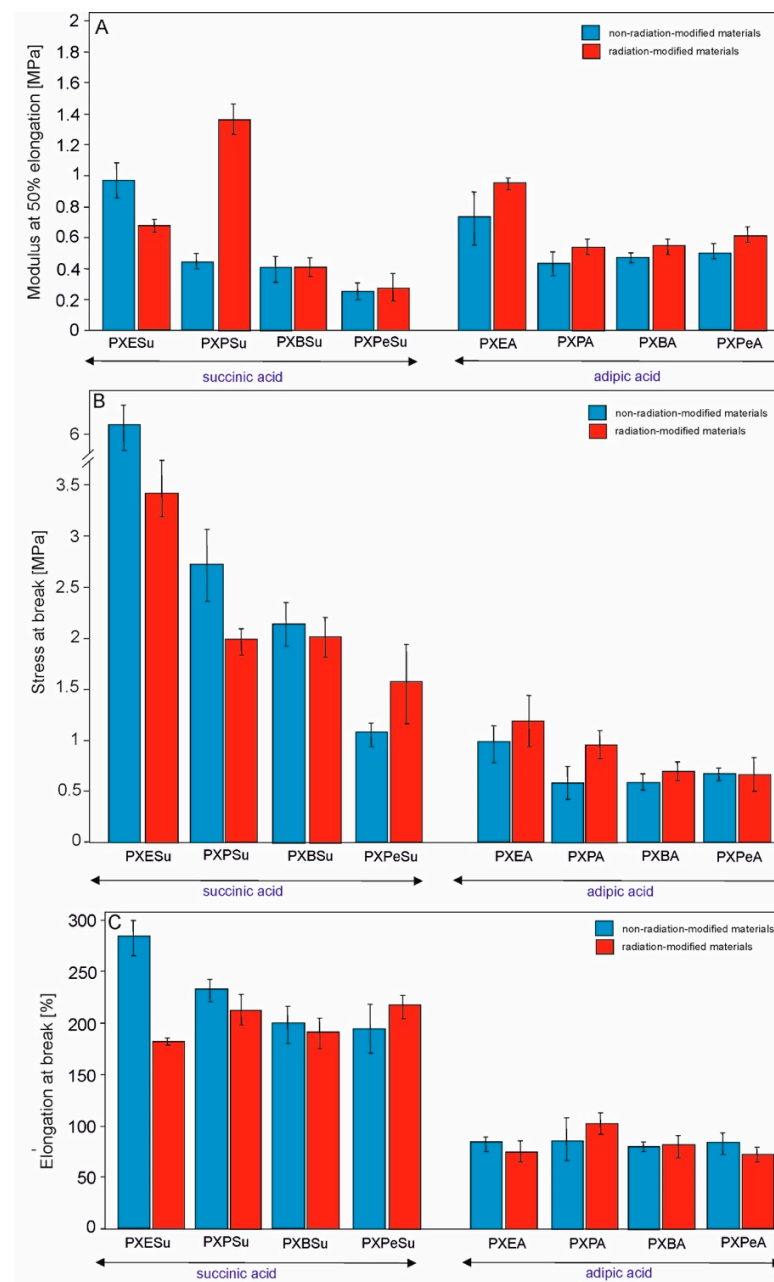 A
non-radiation-modified materials
radiation-modified materials
Modulus at 50% elongation [MPa]
2
1.6
1.4
1.2
1
0.8
0.6
0.4
0.2
0
PXESu PXPSu PXBSu PXPeSu PXEA PXPA PXBA PXPeA
succinic acid adipic acid
B
non-radiation-modified materials
radiation-modified materials
Stress at break [MPa]
6
3.5
3
2.5
2
1.5
1
0.5
0
PXESu PXPSu PXBSu PXPeSu PXEA PXPA PXBA PXPeA
succinic acid adipic acid
C
non-radiation-modified materials
radiation-modified materials
Elongation at break [%]
300
250
200
150
100
50
0
PXESu PXPSu PXBSu PXPeSu PXEA PXPA PXBA PXPeA
succinic acid adipic acid